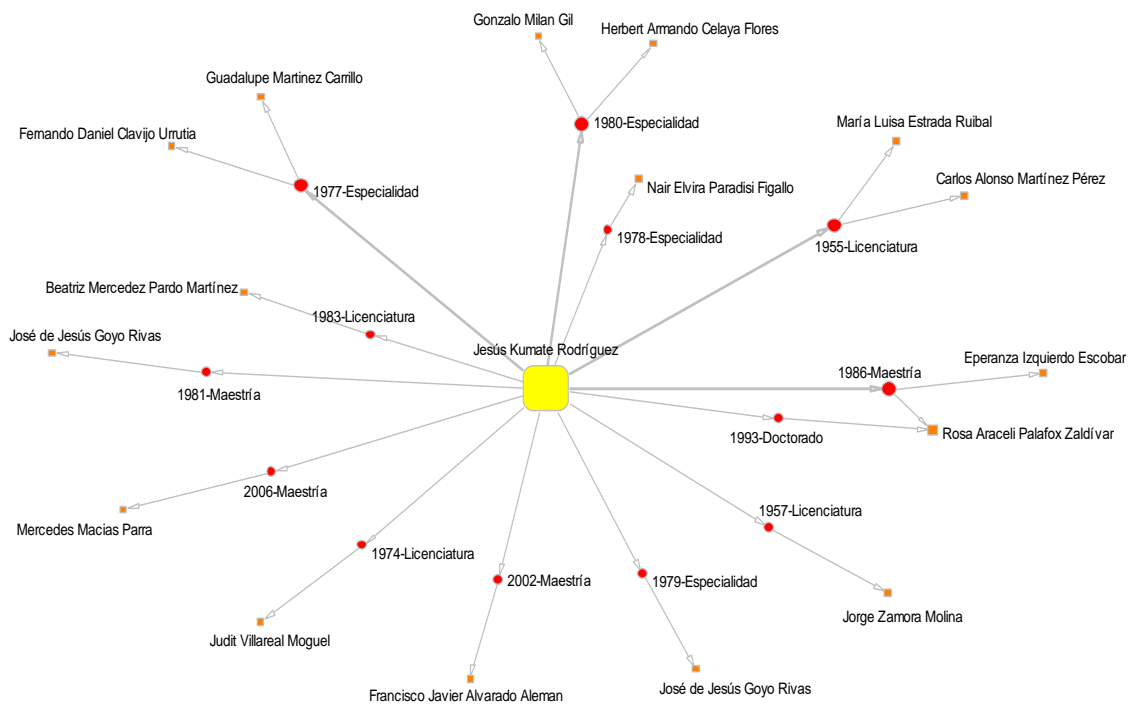 Gonzalo Milan Gil
Herbert Armando Celaya Flores
Guadalupe Martinez Carrillo
Fernando Daniel Clavijo Urrutia
1980-Especialidad
María Luisa Estrada Ruibal
1977-Especialidad
Nair Elvira Paradisi Figallo
Carlos Alonso Martínez Pérez
1978-Especialidad
1955-Licenciatura
Beatriz Mercedez Pardo Martínez
1983-Licenciatura
José de Jesús Goyo Rivas
Jesús Kumate Rodríguez
Eperanza Izquierdo Escobar
1986-Maestría
1981-Maestría
1993-Doctorado
Rosa Araceli Palafox Zaldívar
2006-Maestría
1957-Licenciatura
Mercedes Macias Parra
1974-Licenciatura
2002-Maestría
1979-Especialidad
Jorge Zamora Molina
Judit Villareal Moguel
José de Jesús Goyo Rivas
Francisco Javier Alvarado Aleman